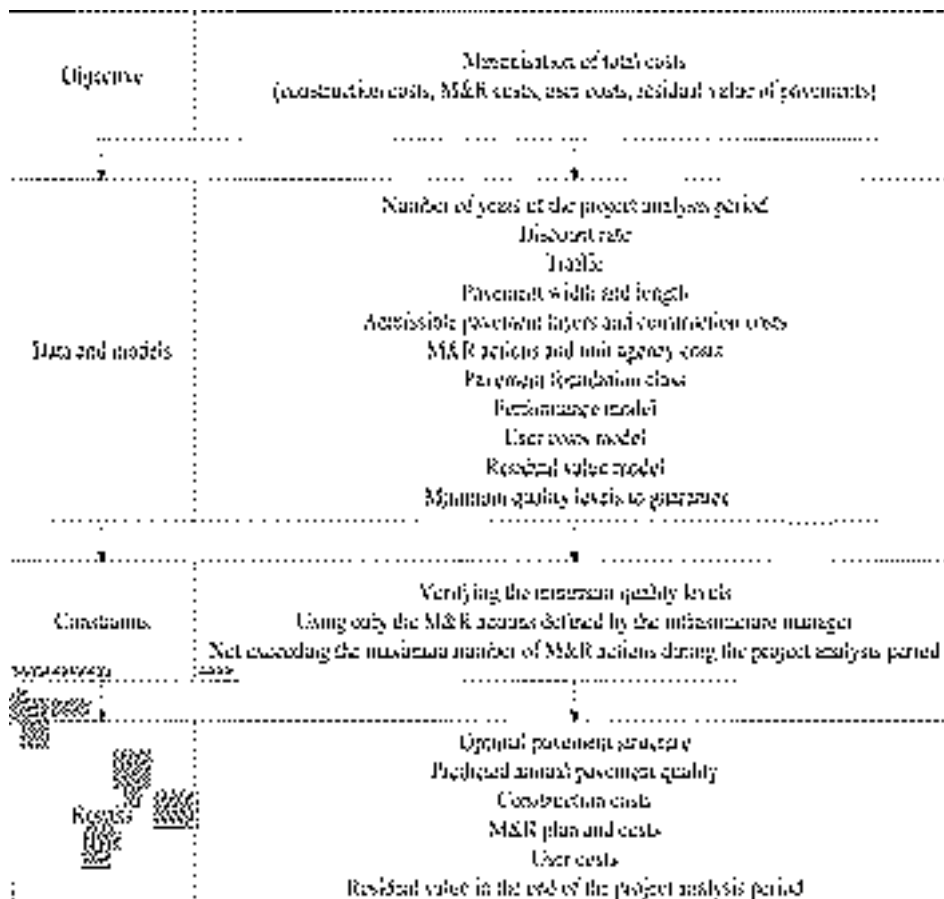 Objective
Minimisation of total costs
(construction costs, M&R costs, user costs, residual value of pavements)
Data and models
Number of years of the project analysis period
Discount rate
Traffic
Pavement width and length
Admissible pavement layers and construction costs
M&R actions and unit agency costs
Pavement foundation class
Performance model
User costs model
Residual value model
Minimum quality levels to guarantee
Constraints
Verifying the minimum quality levels
Using only the M&R actions defined by the infrastructure manager
Not exceeding the maximum number of M&R actions during the project analysis period
Results
Optimal pavement structure
Predicted annual pavement quality
Construction costs
M&R plan and costs
User costs
Residual value in the end of the project analysis period